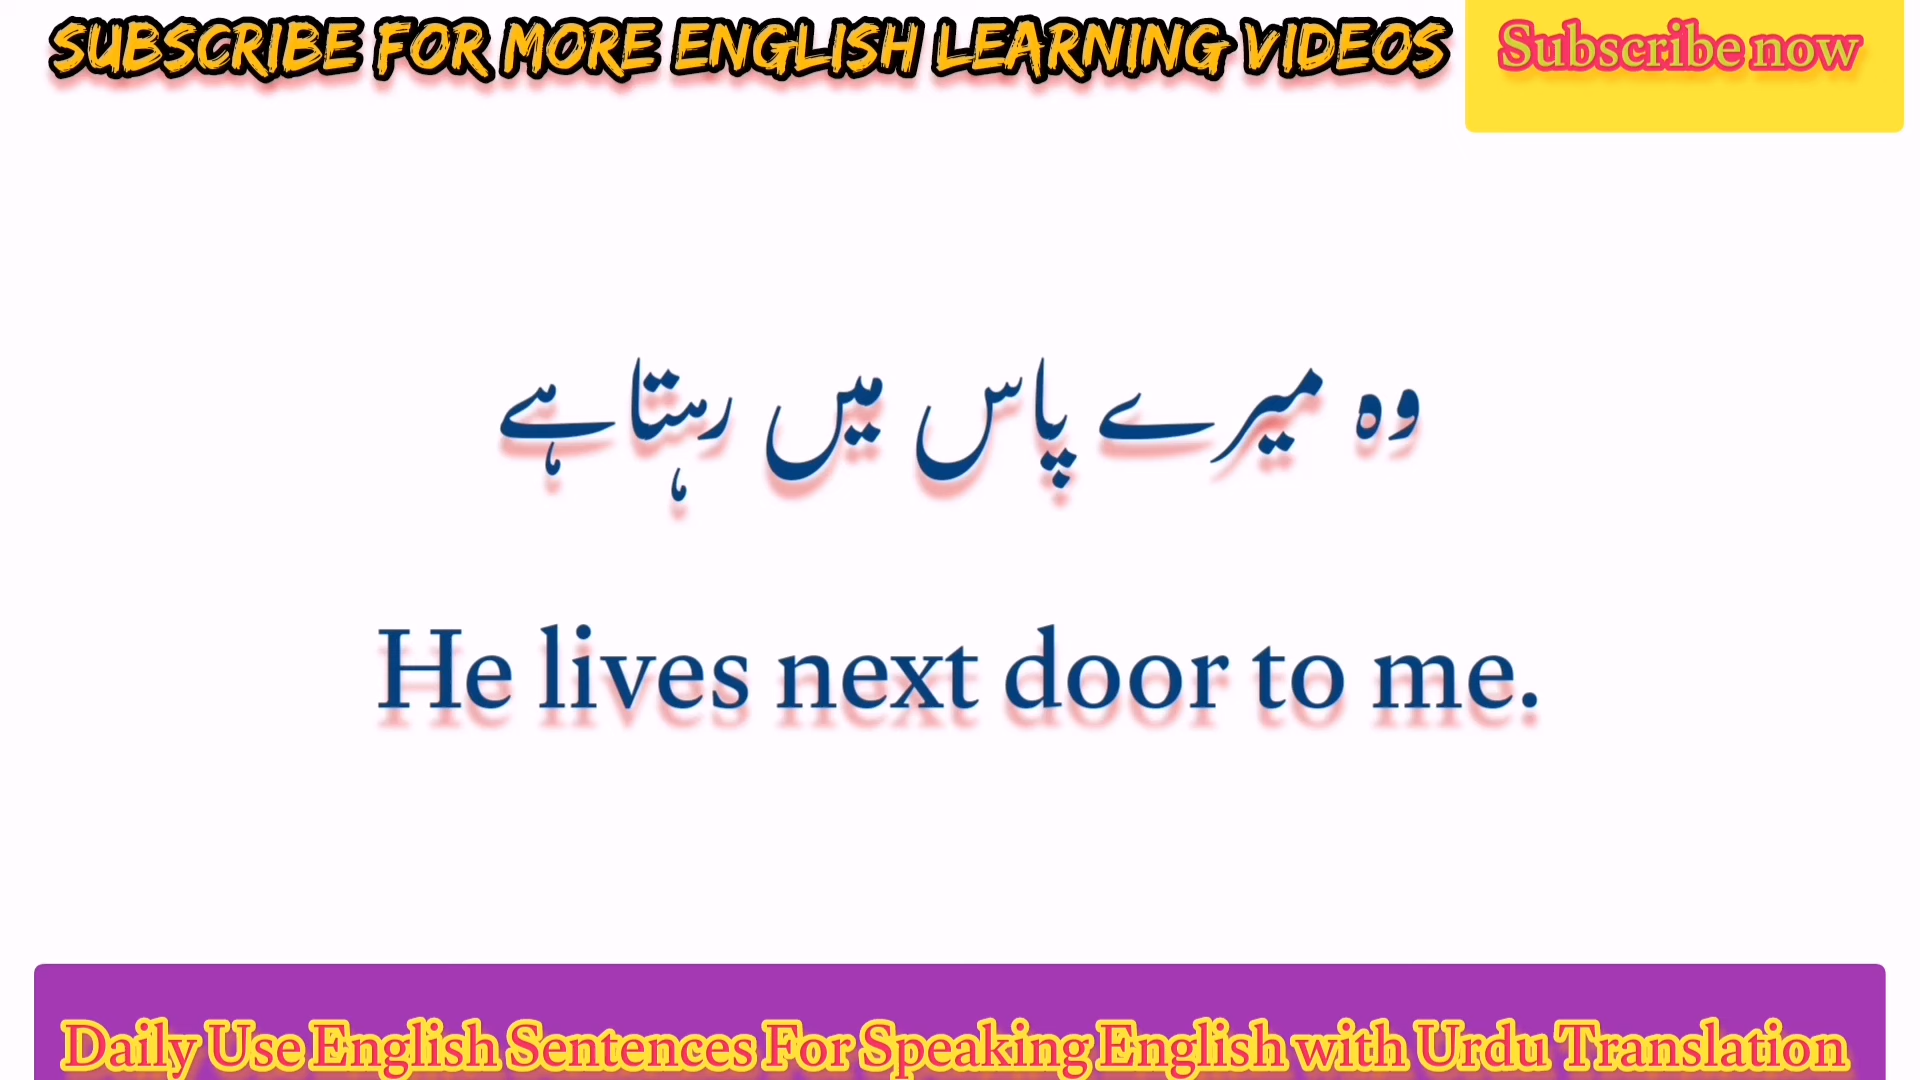 SUBSCRIBE FOR MORE ENGLISH LEARNING VIDEOS
Subscribe now
وہ میرے پاس میں رہتا ہے
He lives next door to me.
Daily Use English Sentences For Speaking English with Urdu Translation